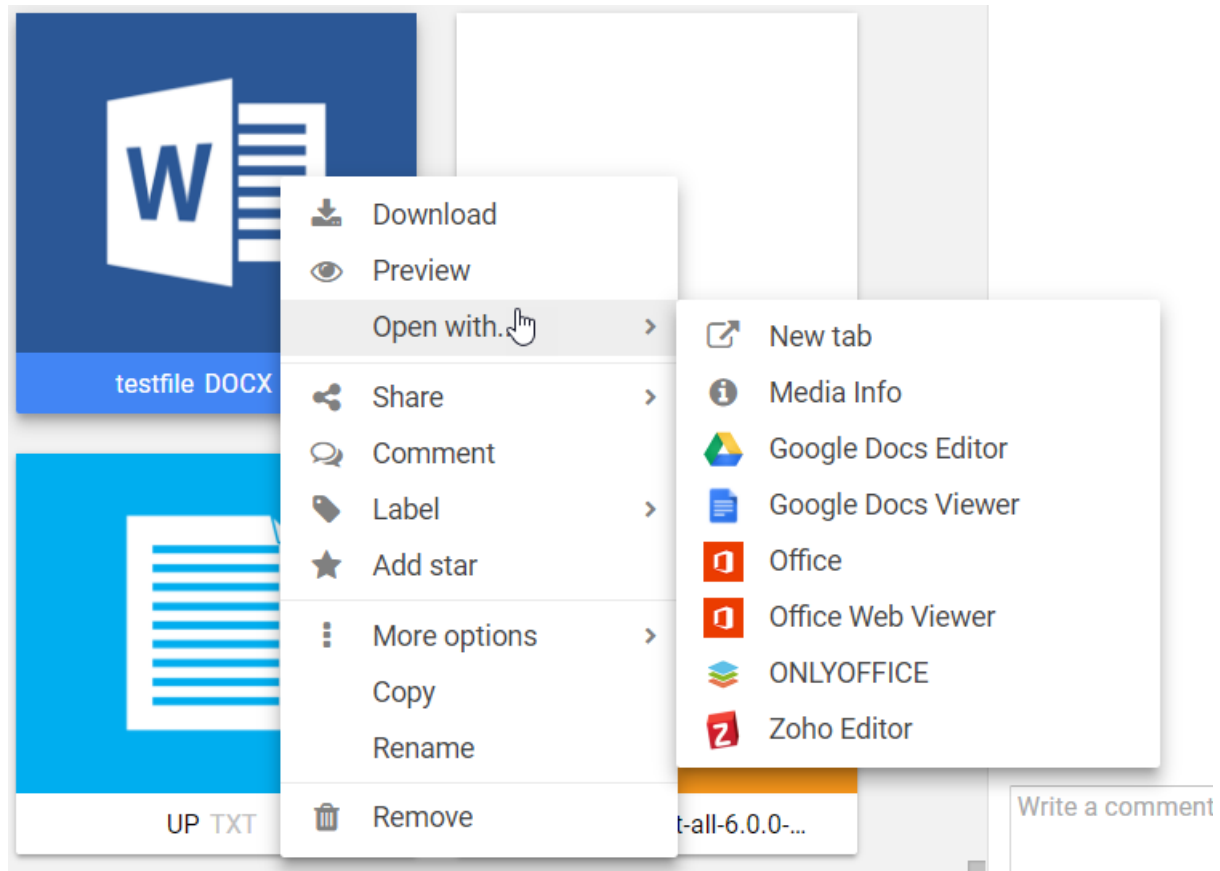 W
testfile DOCX
Download
Preview
Open with...
Share
Comment
Label
Add star
More options
Copy
Rename
Remove
New tab
Media Info
Google Docs Editor
Google Docs Viewer
Office
Office Web Viewer
ONLYOFFICE
Zoho Editor
UP TXT
t-all-6.0.0-...
Write a comment